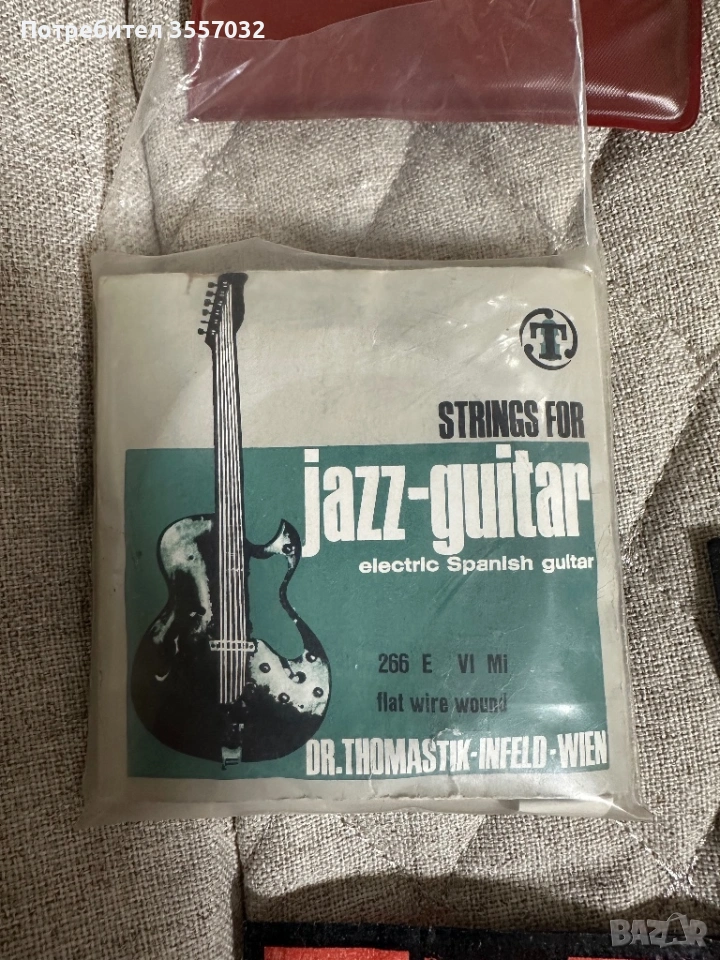 Потребител 3557032
T
STRINGS FOR
jazz-guitar
electric Spanish guitar
266 E VI Mi
flat wire wound
DR. THOMASTIK-INFELD-WIEN
BAZAR